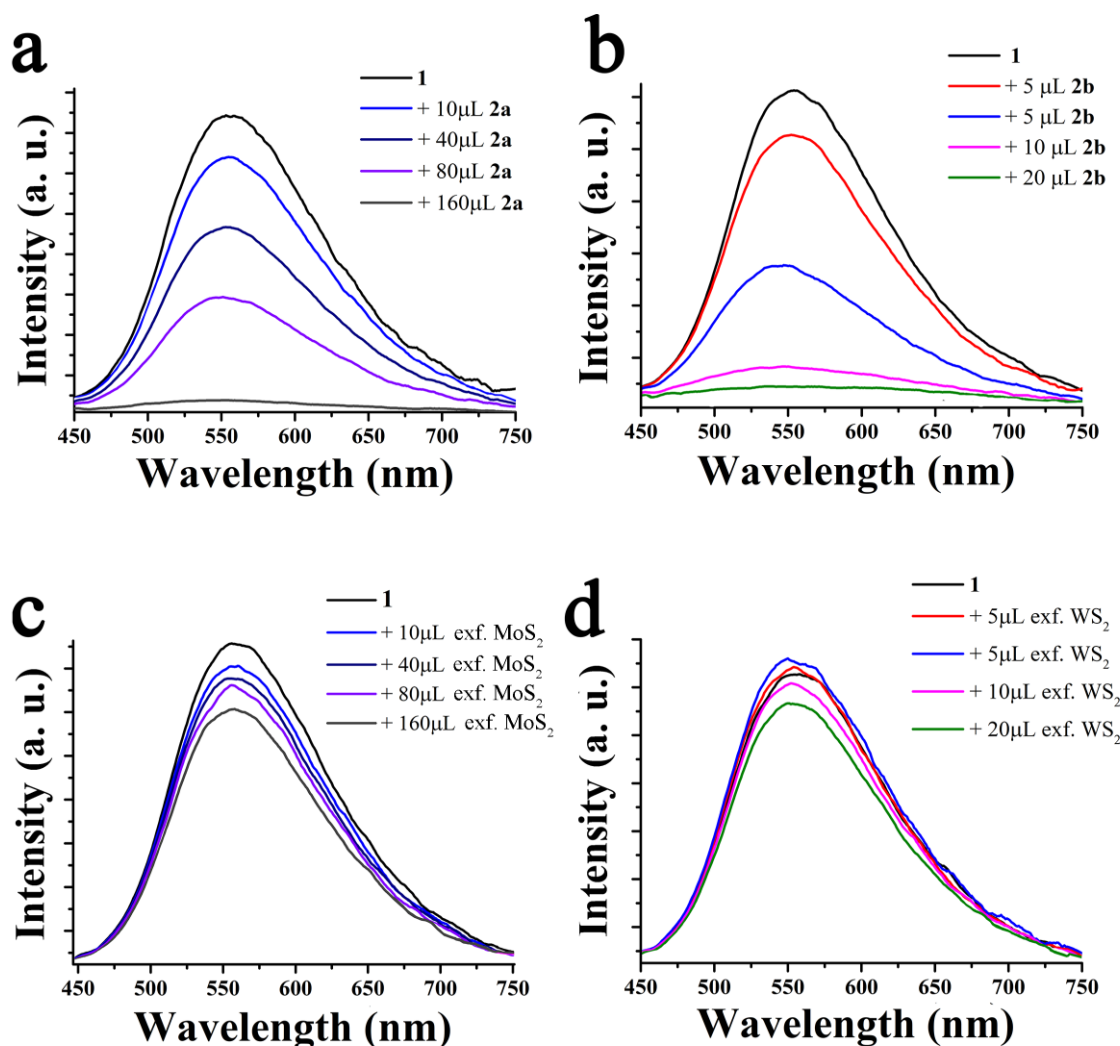 a
1
+ 10μL 2a
+ 40μL 2a
+ 80μL 2a
+ 160μL 2a
Intensity (a. u.)
450 500 550 600 650 700 750
Wavelength (nm)
b
1
+ 5 μL 2b
+ 5 μL 2b
+ 10 μL 2b
+ 20 μL 2b
Intensity (a. u.)
450 500 550 600 650 700 750
Wavelength (nm)
c
1
+ 10μL exf. MoS₂
+ 40μL exf. MoS₂
+ 80μL exf. MoS₂
+ 160μL exf. MoS₂
Intensity (a. u.)
450 500 550 600 650 700 750
Wavelength (nm)
d
1
+ 5μL exf. WS₂
+ 5μL exf. WS₂
+ 10μL exf. WS₂
+ 20μL exf. WS₂
Intensity (a. u.)
450 500 550 600 650 700 750
Wavelength (nm)